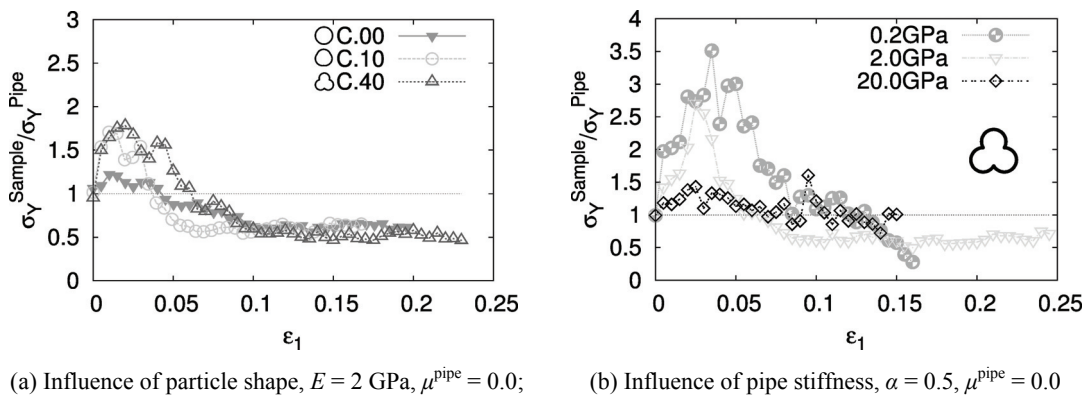 3
2.5
2
1.5
1
0.5
0
0 0.05 0.1 0.15 0.2 0.25
σ_Y^Sample/σ_Y^Pipe
ε₁
C.00
C.10
C.40
(a) Influence of particle shape, E = 2 GPa, μ^pipe = 0.0;
4
3.5
3
2.5
2
1.5
1
0.5
0
0 0.05 0.1 0.15 0.2 0.25
σ_Y^Sample/σ_Y^Pipe
ε₁
0.2GPa
2.0GPa
20.0GPa
(b) Influence of pipe stiffness, α = 0.5, μ^pipe = 0.0